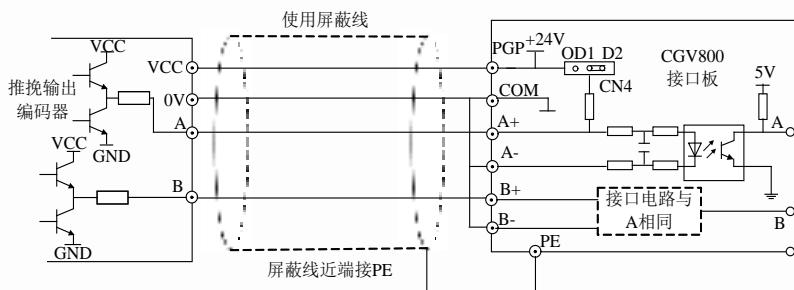 使用屏蔽线
VCC
VCC
PGP
+24V
OD1 D2
CGV800
接口板
推挽输出
编码器
0V
COM
CN4
5V
A
A+
A
GND
VCC
A-
B
B+
接口电路与
A相同
B
B-
GND
PE
屏蔽线近端接PE